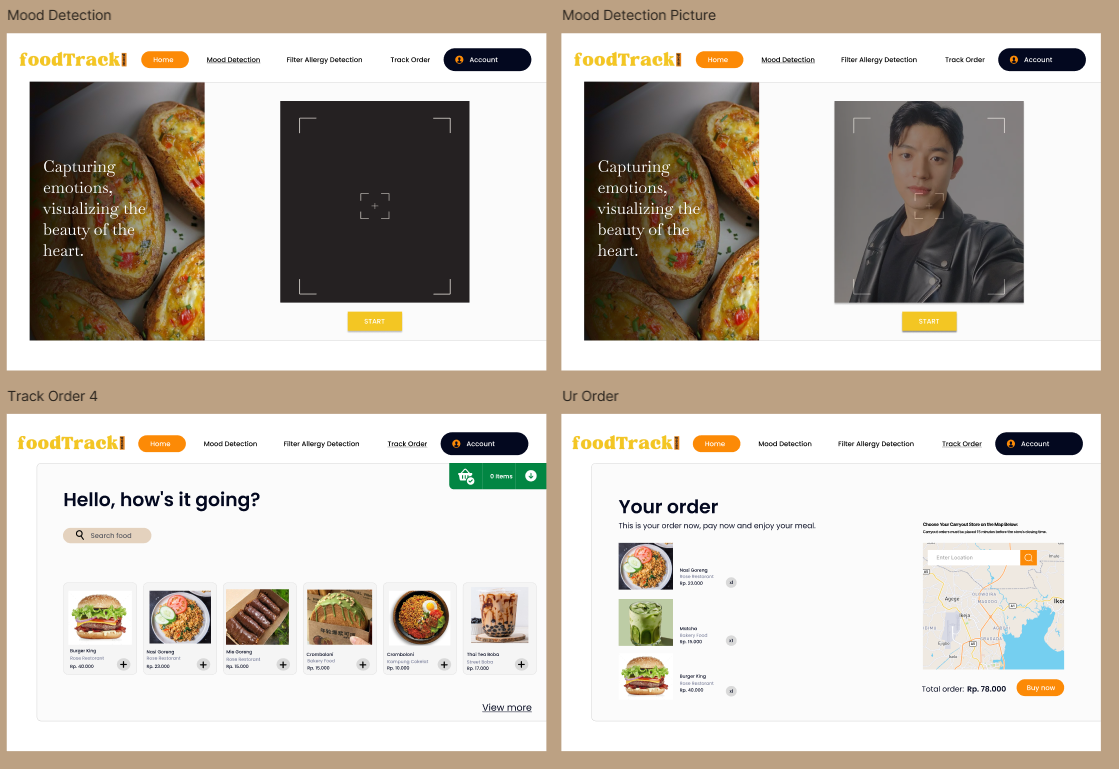 Mood Detection
foodTrack
Home
Mood Detection
Filter Allergy Detection
Track Order
Account
Capturing
emotions,
visualizing the
beauty of the
heart.
START
Mood Detection Picture
foodTrack
Home
Mood Detection
Filter Allergy Detection
Track Order
Account
Capturing
emotions,
visualizing the
beauty of the
heart.
START
Track Order 4
foodTrack
Home
Mood Detection
Filter Allergy Detection
Track Order
Account
0 Items
Hello, how's it going?
Search food
Burger King
Rose Restorant
Rp. 40.000
Nasi Goreng
Rose Restorant
Rp. 23.000
Mie Goreng
Rose Restorant
Rp. 15.000
Cromboloni
Bakery Food
Rp. 15,000
Cromboloni
Kampung Cokelat
Rp. 10.000
Thai Tea Boba
Street Boba
Rp. 17.000
View more
Ur Order
foodTrack
Home
Mood Detection
Filter Allergy Detection
Track Order
Account
Your order
This is your order now, pay now and enjoy your meal.
Nasi Goreng
Rose Restorant
Rp. 23.000
x1
Matcha
Bakery Food
Rp. 15.000
x1
Burger King
Rose Restorant
Rp. 40.000
x1
Choose Your Carryout Store on the Map Below:
Carryout orders must be placed 15 minutes before the store's closing time.
Enter Location
Agege
Ikeja
Total order: Rp. 78.000
Buy now